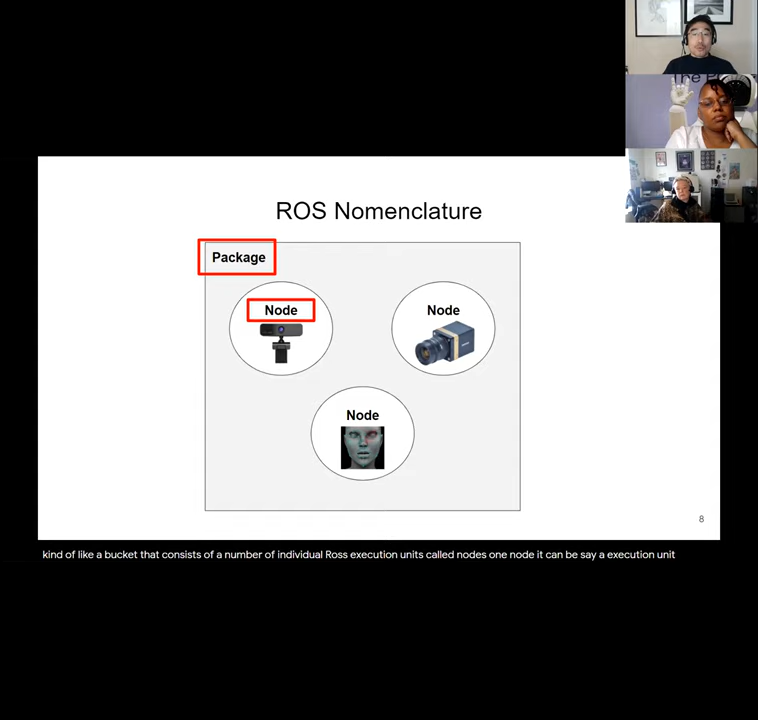 ROS Nomenclature
Package
Node
Node
Node
8
kind of like a bucket that consists of a number of individual Ross execution units called nodes one node it can be say a execution unit